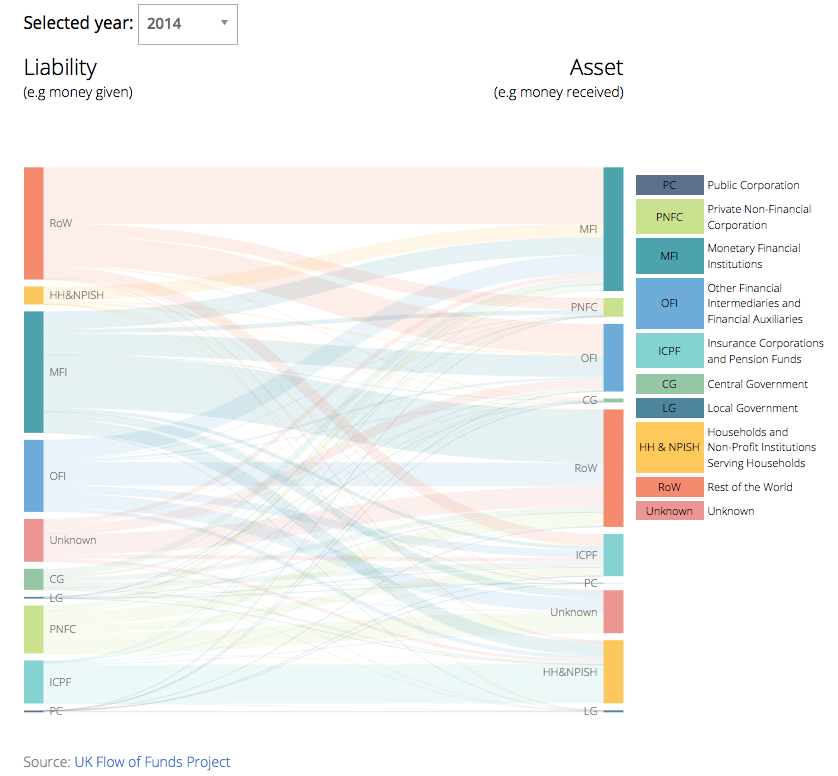 Selected year: 2014
Liability
(e.g money given)
Asset
(e.g money received)
RoW
HH&NPISH
MFI
OFI
Unknown
CG
LG
PNFC
ICPF
PC
MFI
PNFC
OFI
CG
RoW
ICPF
PC
Unknown
HH&NPISH
LG
PC Public Corporation
PNFC Private Non-Financial
Corporation
MFI Monetary Financial
Institutions
OFI Other Financial
Intermediaries and
Financial Auxiliaries
ICPF Insurance Corporations
and Pension Funds
CG Central Government
LG Local Government
HH & NPISH Households and
Non-Profit Institutions
Serving Households
RoW Rest of the World
Unknown Unknown
Source: UK Flow of Funds Project